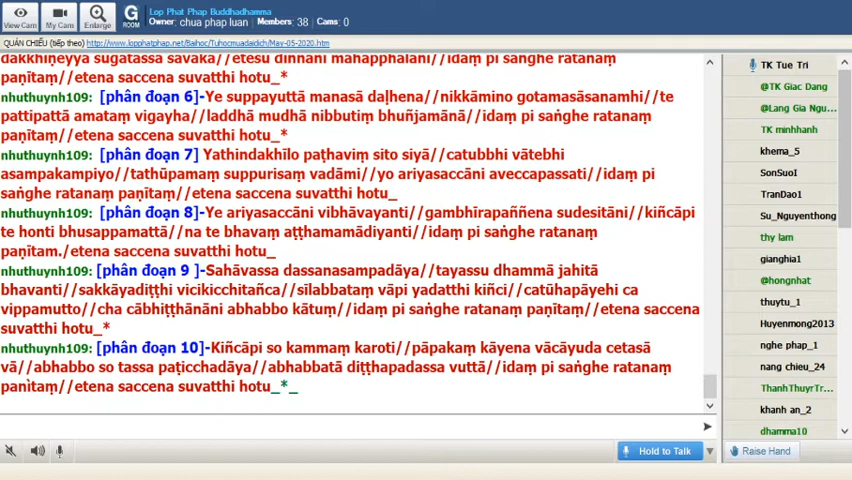 Lop Phat Phap Buddhadhamma
Owner: chua phap luan Members: 38 Cams: 0
View Cam My Cam Enlarge G ROOM
QUÁN CHIẾU (tiếp theo) http://www.lopphatphap.net/Baihoc/Tuhocmuadaidich/May-05-2020.htm
dakkhiṇeyya sugatassa sāvakā//etesu dinnāni mahapphalāni//idaṃ pi saṅghe ratanaṃ
paṇītaṃ//etena saccena suvatthi hotu_*
nhuthuynh109: [phân đoạn 6]-Ye suppayuttā manasā daḷhena//nikkāmino gotamasāsanamhi//te
pattipattā amataṃ vigayha//laddhā mudhā nibbutiṃ bhuñjamānā//idaṃ pi saṅghe ratanaṃ
paṇītaṃ//etena saccena suvatthi hotu_*
nhuthuynh109: [phân đoạn 7] Yathindakhīlo paṭhaviṃ sito siyā//catubbhi vātebhi
asampakampiyo//tathūpamaṃ suppurisaṃ vadāmi//yo ariyasaccāni aveccapassati//idaṃ pi
saṅghe ratanaṃ paṇītaṃ//etena saccena suvatthi hotu_
nhuthuynh109: [phân đoạn 8]-Ye ariyasaccāni vibhāvayanti//gambhīrapaññena sudesitāni//kiñcāpi
te honti bhusappamattā//na te bhavaṃ aṭṭhamamādiyanti//idaṃ pi saṅghe ratanaṃ
paṇītam./etena saccena suvatthi hotu_
nhuthuynh109: [phân đoạn 9 ]-Sahāvassa dassanasampadāya//tayassu dhammā jahitā
bhavanti//sakkāyadiṭṭhi vicikicchitañca//sīlabbataṃ vāpi yadatthi kiñci//catūhapāyehi ca
vippamutto//cha cābhiṭṭhānāni abhabbo kātuṃ//idaṃ pi saṅghe ratanaṃ paṇītaṃ//etena saccena
suvatthi hotu_*
nhuthuynh109: [phân đoạn 10]-Kiñcāpi so kammaṃ karoti//pāpakaṃ kāyena vācāyuda cetasā
vā//abhabbo so tassa paṭicchadāya//abhabbatā diṭṭhapadassa vuttā//idaṃ pi saṅghe ratanaṃ
paṇītaṃ//etena saccena suvatthi hotu_*_
TK Tue Tri
@TK Giac Dang
@Lang Gia Ngu...
TK minhhanh
khema_5
SonSuoI
TranDao1
Su_Nguyenthong
thy lam
gianghia1
@hongnhat
thuytu_1
Huyenmong2013
nghe phap_1
nang chieu_24
ThanhThuyrTr...
khanh an_2
dhamma10
Hold to Talk
Raise Hand